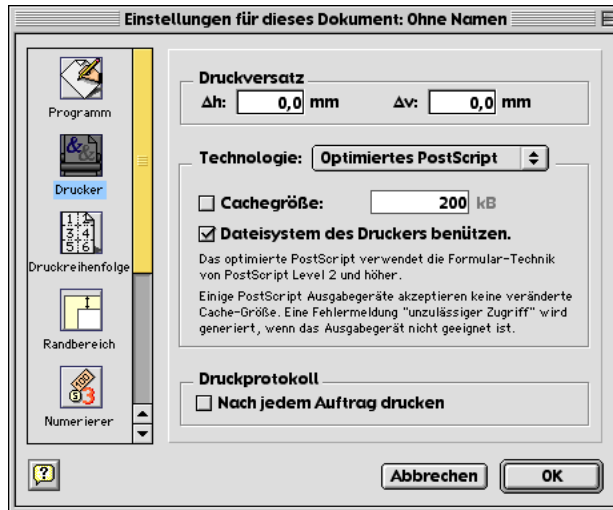 Einstellungen für dieses Dokument: Ohne Namen
Programm
Drucker
Druckreihenfolge
Randbereich
Numerierer
Druckversatz
Δh: 0,0 mm Δv: 0,0 mm
Technologie: Optimiertes PostScript
Cachegröße: 200 kB
Dateisystem des Druckers benützen.
Das optimierte PostScript verwendet die Formular-Technik
von PostScript Level 2 und höher.
Einige PostScript Ausgabegeräte akzeptieren keine veränderte
Cache-Größe. Eine Fehlermeldung "unzulässiger Zugriff" wird
generiert, wenn das Ausgabegerät nicht geeignet ist.
Druckprotokoll
Nach jedem Auftrag drucken
Abbrechen OK